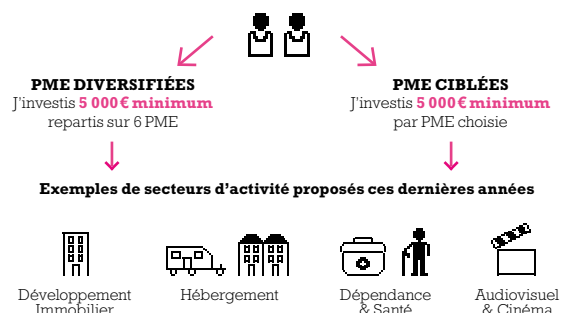 PME DIVERSIFIÉES
J'investis 5 000 € minimum
repartis sur 6 PME
PME CIBLÉES
J'investis 5 000 € minimum
par PME choisie
Exemples de secteurs d'activité proposés ces dernières années
Développement
Immobilier
Hébergement
Dépendance
& Santé
Audiovisuel
& Cinéma